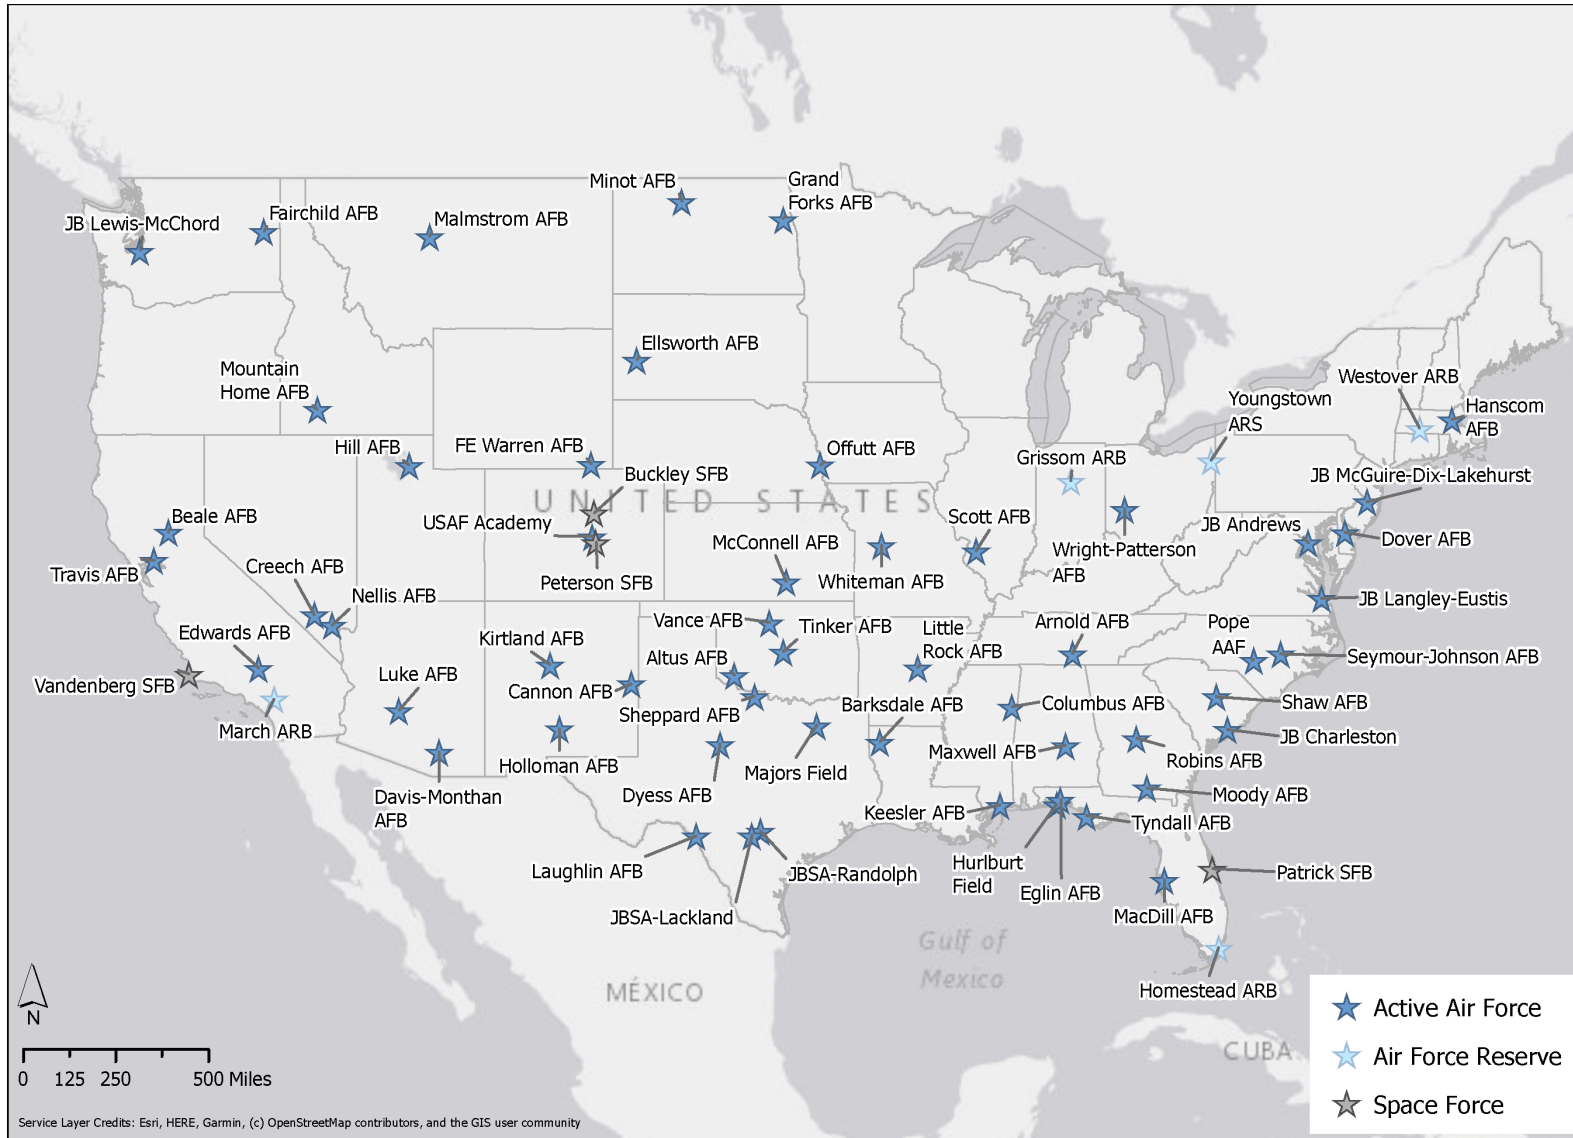 Minot AFB
Grand
Forks AFB
JB Lewis-McChord
Fairchild AFB
Malmstrom AFB
Ellsworth AFB
Mountain
Home AFB
Westover ARB
Youngstown
ARS
Hanscom
AFB
Hill AFB
FE Warren AFB
Offutt AFB
Grissom ARB
Buckley SFB
JB McGuire-Dix-Lakehurst
UNITED STATES
Beale AFB
USAF Academy
Scott AFB
JB Andrews
Dover AFB
McConnell AFB
Wright-Patterson
AFB
Travis AFB
Creech AFB
Peterson SFB
Whiteman AFB
Nellis AFB
JB Langley-Eustis
Edwards AFB
Kirtland AFB
Vance AFB
Tinker AFB
Little
Rock AFB
Arnold AFB
Pope
AAF
Seymour-Johnson AFB
Vandenberg SFB
Luke AFB
Cannon AFB
Altus AFB
Sheppard AFB
Barksdale AFB
Columbus AFB
Shaw AFB
March ARB
JB Charleston
Holloman AFB
Majors Field
Maxwell AFB
Robins AFB
Davis-Monthan
AFB
Dyess AFB
Keesler AFB
Moody AFB
Tyndall AFB
Laughlin AFB
JBSA-Randolph
Hurlburt
Field
Eglin AFB
Patrick SFB
JBSA-Lackland
MacDill AFB
Gulf of
Mexico
MÉXICO
Homestead ARB
CUBA
N
0 125 250 500 Miles
Active Air Force
Air Force Reserve
Space Force
Service Layer Credits: Esri, HERE, Garmin, (c) OpenStreetMap contributors, and the GIS user community